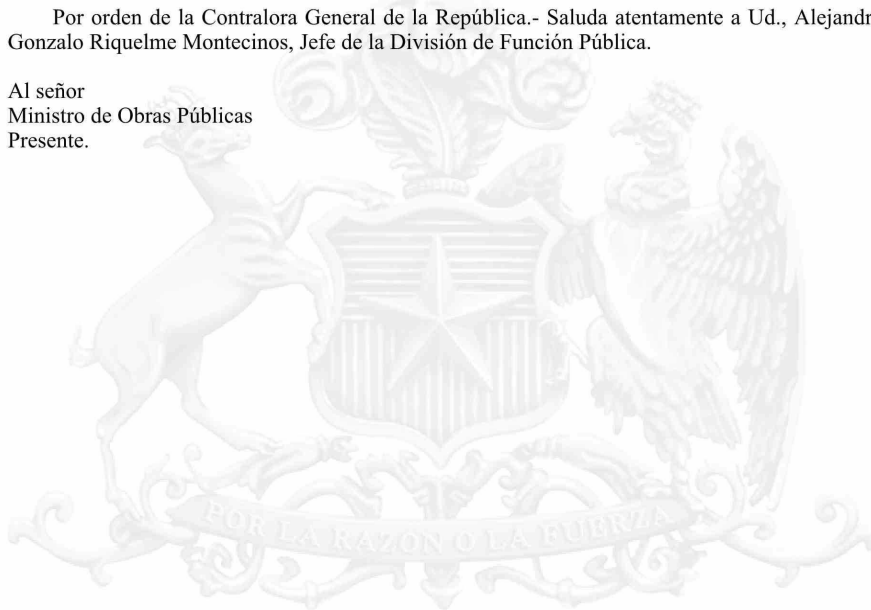 Por orden de la Contralora General de la República.- Saluda atentamente a Ud., Alejandr
Gonzalo Riquelme Montecinos, Jefe de la División de Función Pública.
Al señor
Ministro de Obras Públicas
Presente.
POR LA RAZON O LA FUERZA